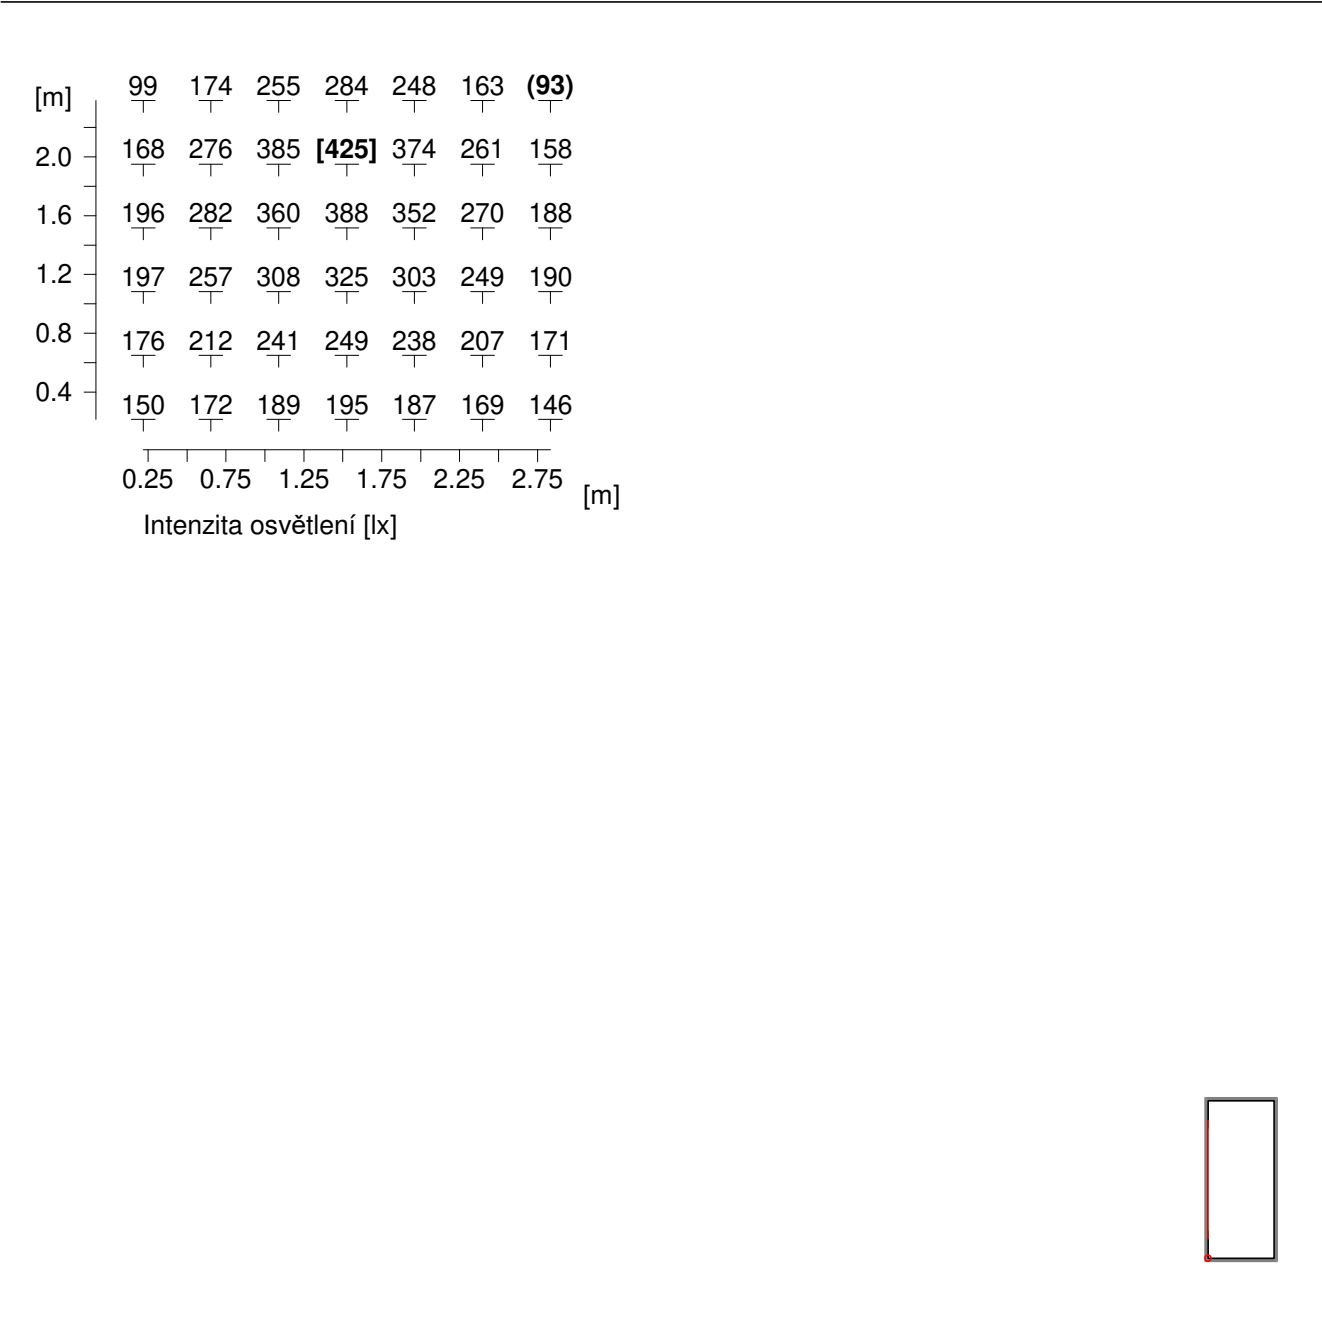 [m] 99 174 255 284 248 163 (93)
2.0 168 276 385 [425] 374 261 158
1.6 196 282 360 388 352 270 188
1.2 197 257 308 325 303 249 190
0.8 176 212 241 249 238 207 171
0.4 150 172 189 195 187 169 146
0.25 0.75 1.25 1.75 2.25 2.75 [m]
Intenzita osvětlení [lx]